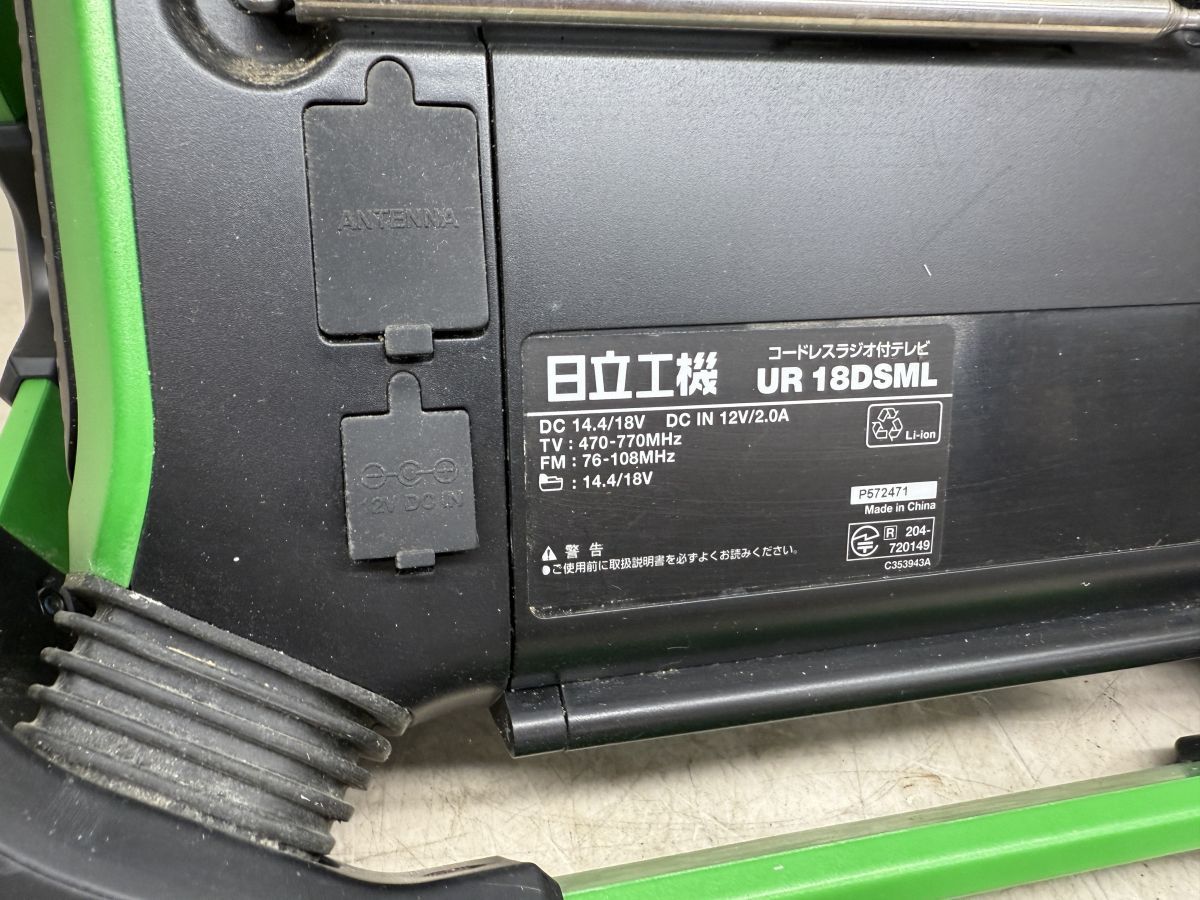 ANTENNA
12V DC IN
日立工機
コードレスラジオ付テレビ
UR 18DSML
DC 14.4/18V DC IN 12V/2.0A
TV : 470-770MHz
FM : 76-108MHz
: 14.4/18V
Li-ion
P572471
Made in China
R 204-
720149
C353943A
警告
●ご使用前に取扱説明書を必ずよくお読みください。